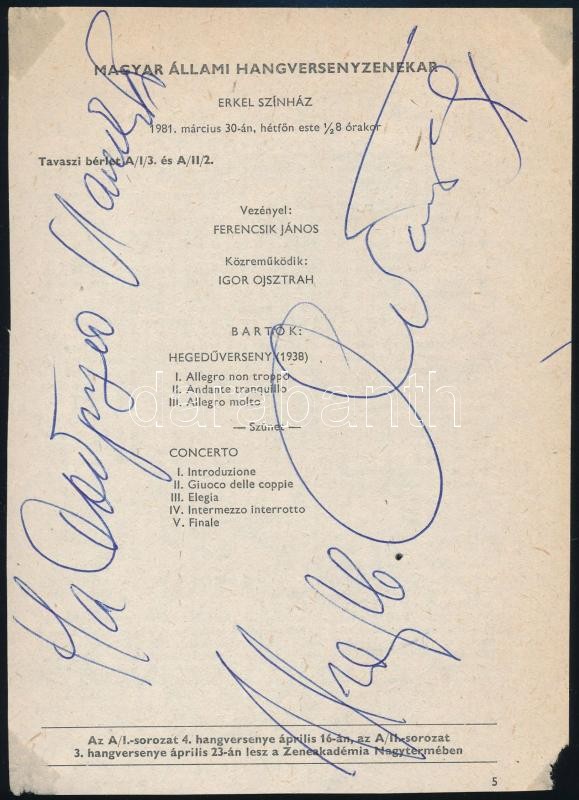 MAGYAR ÁLLAMI HANGVERSENYZENEKAR
ERKEL SZÍNHÁZ
1981. március 30-án, hétfőn este ½8 órakor
Tavaszi bérlet A/I/3. és A/II/2.
Vezényel:
FERENCSIK JÁNOS
Közreműködik:
IGOR OJSZTRAH
BARTÓK:
HEGEDŰVERSENY (1938)
I. Allegro non troppo
II. Andante tranquillo
III. Allegro molto
— Szünet —
CONCERTO
I. Introduzione
II. Giuoco delle coppie
III. Elegia
IV. Intermezzo interrotto
V. Finale
darabanth
Az A/I.-sorozat 4. hangversenye április 16-án, az A/II.-sorozat
3. hangversenye április 23-án lesz a Zeneakadémia Nagytermében
5